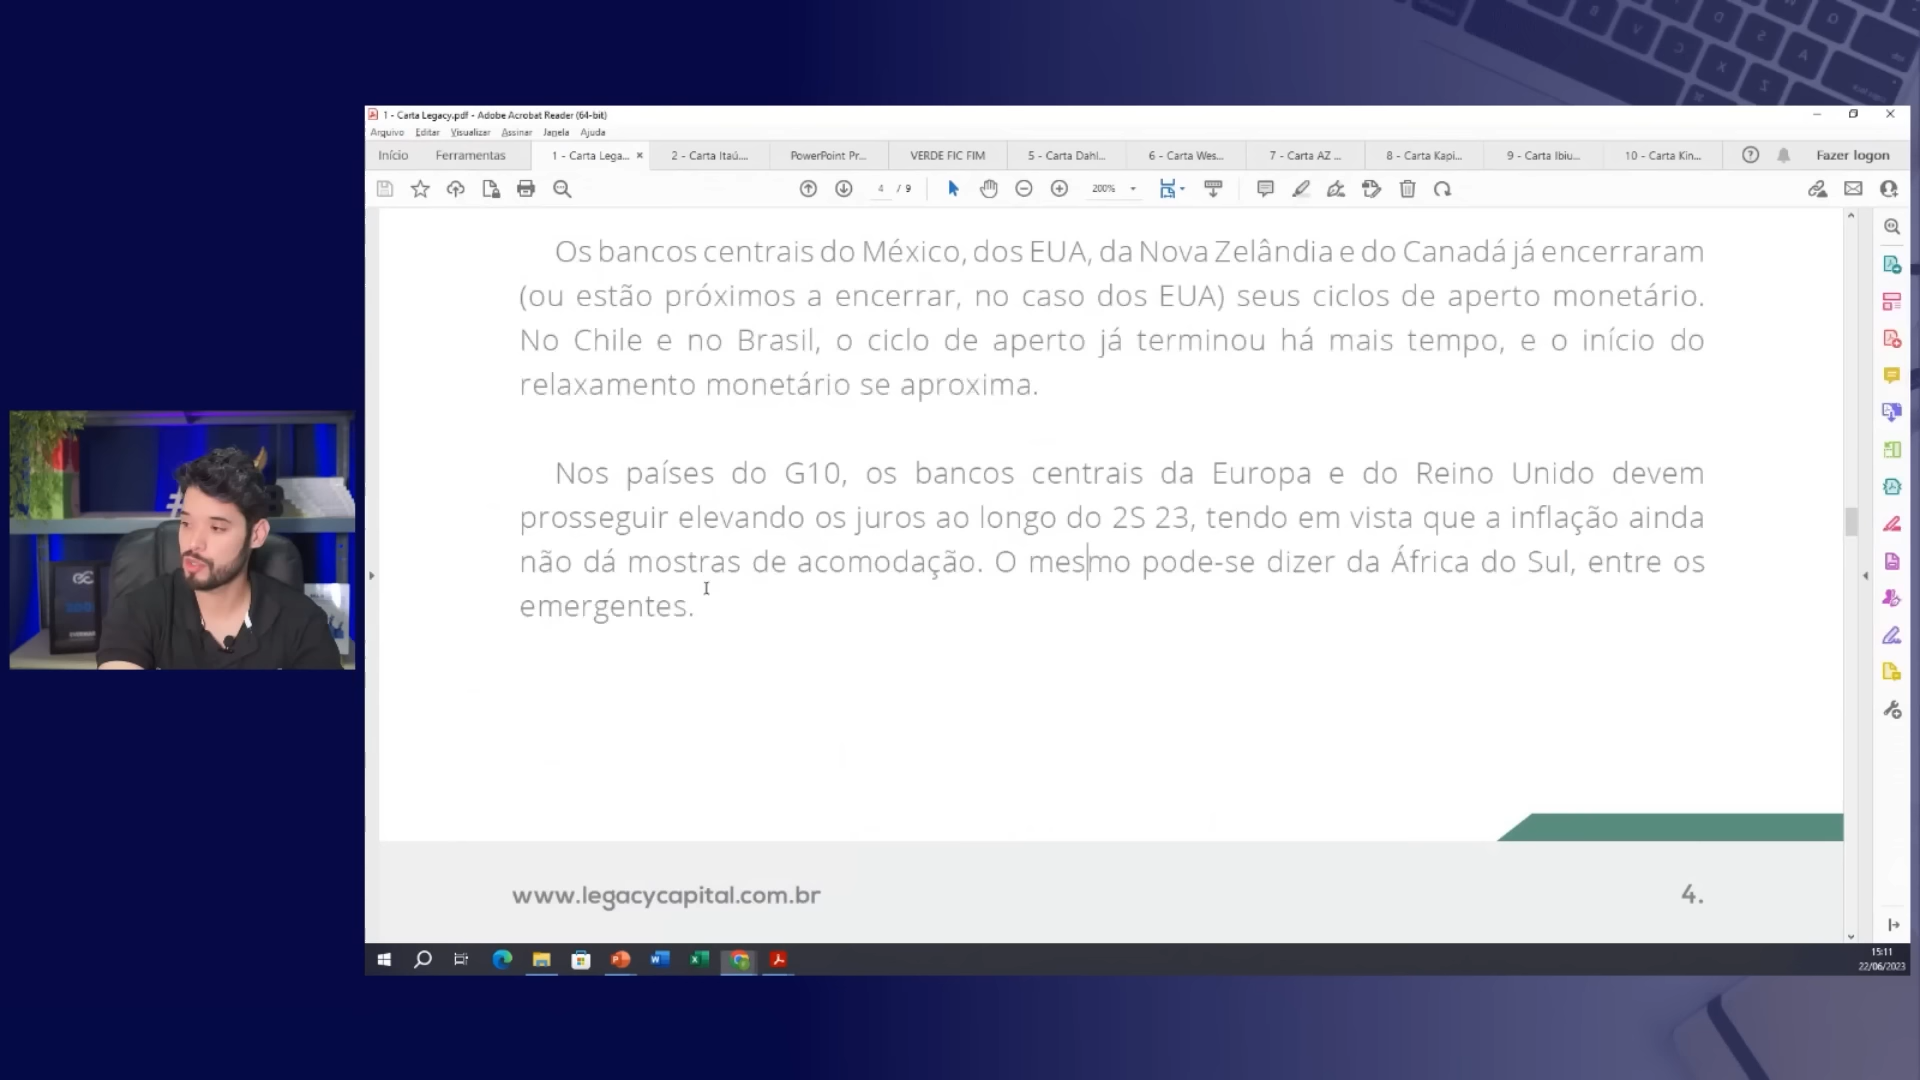 1 - Carta Legacy.pdf - Adobe Acrobat Reader (64-bit)
Arquivo Editar Visualizar Assinar Janela Ajuda
Início Ferramentas 1 - Carta Lega... × 2 - Carta Itaú.... PowerPoint Pr... VERDE FIC FIM 5 - Carta Dahl... 6 - Carta Wes... 7 - Carta AZ ... 8 - Carta Kapi... 9 - Carta Ibiu... 10 - Carta Kin... Fazer logon
4 / 9 200%
Os bancos centrais do México, dos EUA, da Nova Zelândia e do Canadá já encerraram
(ou estão próximos a encerrar, no caso dos EUA) seus ciclos de aperto monetário.
No Chile e no Brasil, o ciclo de aperto já terminou há mais tempo, e o início do
relaxamento monetário se aproxima.
Nos países do G10, os bancos centrais da Europa e do Reino Unido devem
prosseguir elevando os juros ao longo do 2S 23, tendo em vista que a inflação ainda
não dá mostras de acomodação. O mesmo pode-se dizer da África do Sul, entre os
emergentes.
www.legacycapital.com.br 4.
15:11
22/06/2023